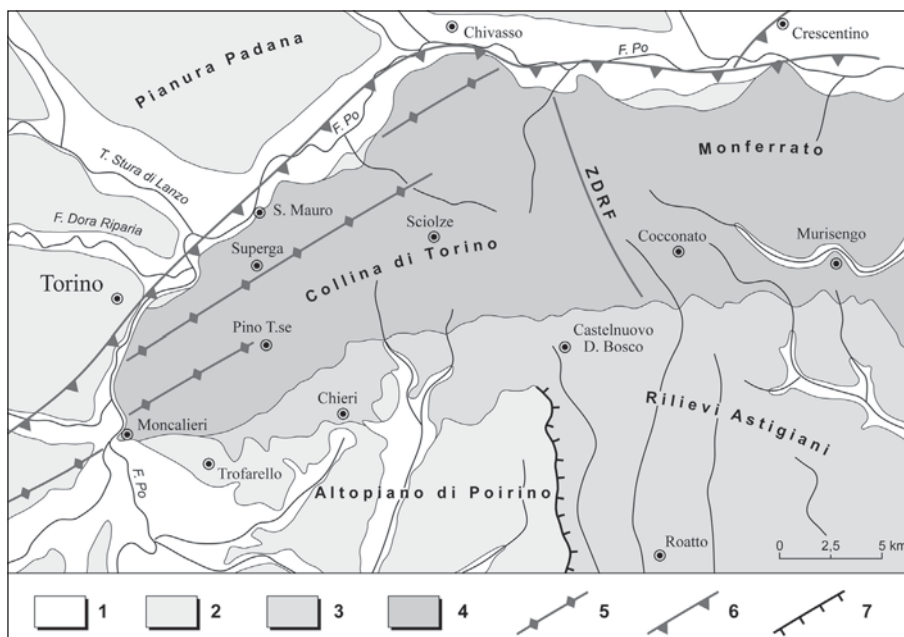 Chivasso
Crescentino
F. Po
Pianura Padana
F. Po
T. Stura di Lanzo
Monferrato
ZDRF
S. Mauro
F. Dora Riparia
Sciolze
Murisengo
Superga
Cocconato
Collina di Torino
Torino
Pino T.se
Castelnuovo
D. Bosco
Chieri
Rilievi Astigiani
Moncalieri
Trofarello
F. Po
Altopiano di Poirino
Roatto
0 2,5 5 km
1 2 3 4 5 6 7